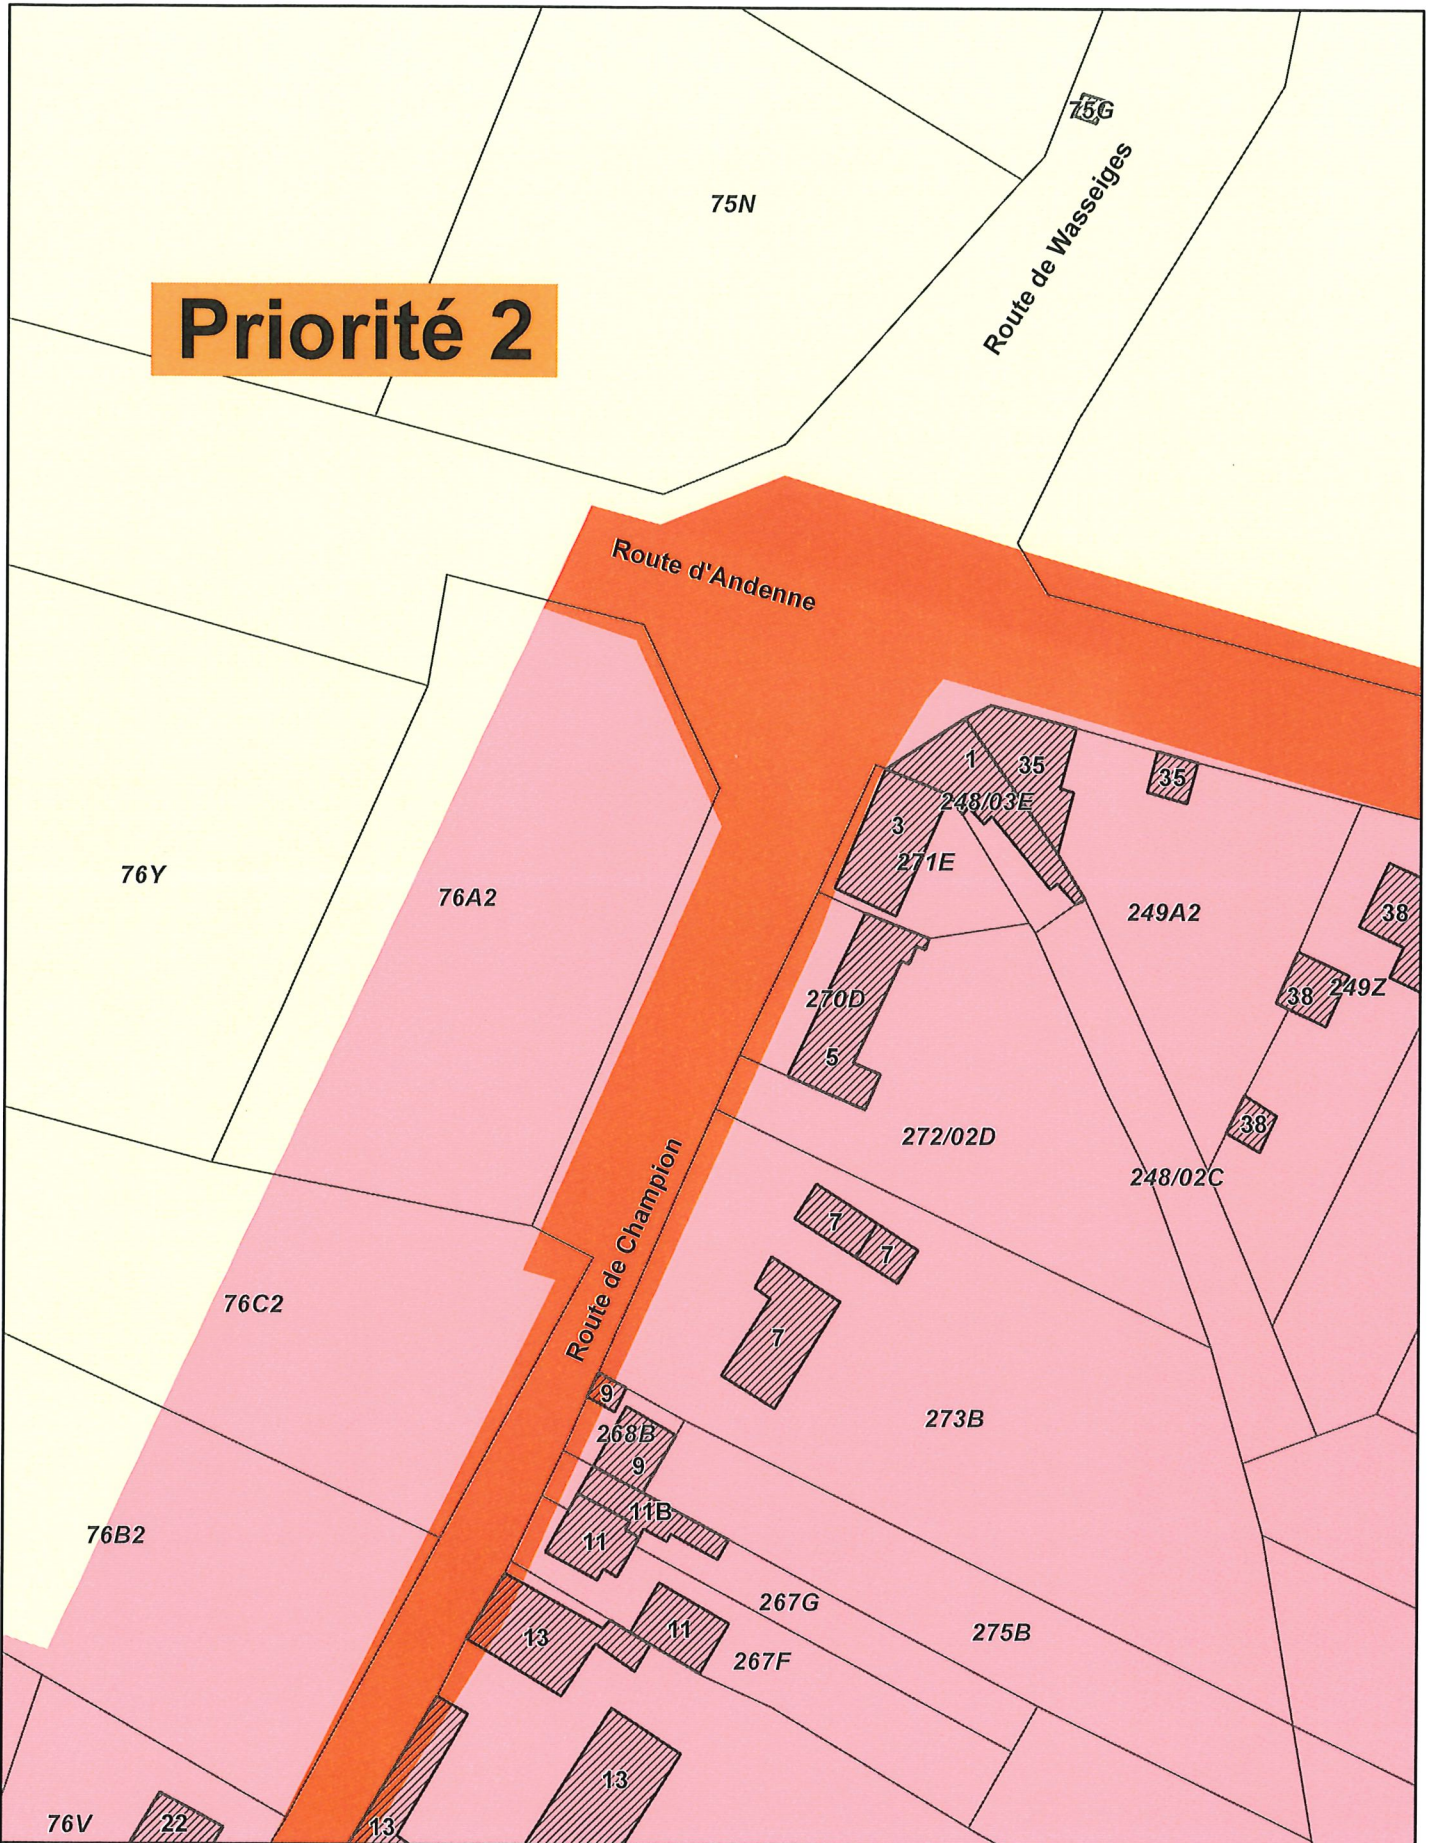 75G
75N
Route de Wasseiges
Priorité 2
Route d'Andenne
1
35
35
248/03E
3
271E
76Y
76A2
249A2
38
270D
38
249Z
5
38
272/02D
248/02C
7
7
Route de Champion
76C2
7
9
268B
273B
9
11B
76B2
11
267G
11
275B
13
267F
13
76V
22
13